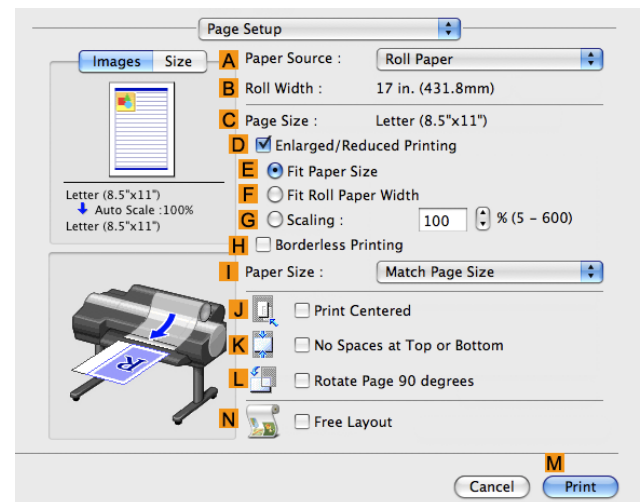 Page Setup
Images Size
A Paper Source : Roll Paper
B Roll Width : 17 in. (431.8mm)
C Page Size : Letter (8.5"x11")
D Enlarged/Reduced Printing
E Fit Paper Size
F Fit Roll Paper Width
G Scaling : 100 % (5 – 600)
H Borderless Printing
I Paper Size : Match Page Size
Letter (8.5"x11")
Auto Scale :100%
Letter (8.5"x11")
R
J Print Centered
K No Spaces at Top or Bottom
L Rotate Page 90 degrees
N Free Layout
M
Cancel Print